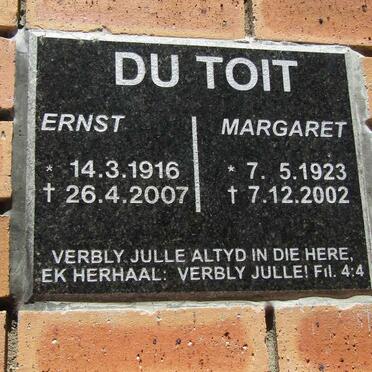 DU TOIT
ERNST
* 14.3.1916
† 26.4.2007
MARGARET
* 7. 5.1923
† 7.12.2002
VERBLY JULLE ALTYD IN DIE HERE,
EK HERHAAL: VERBLY JULLE! Fil. 4:4